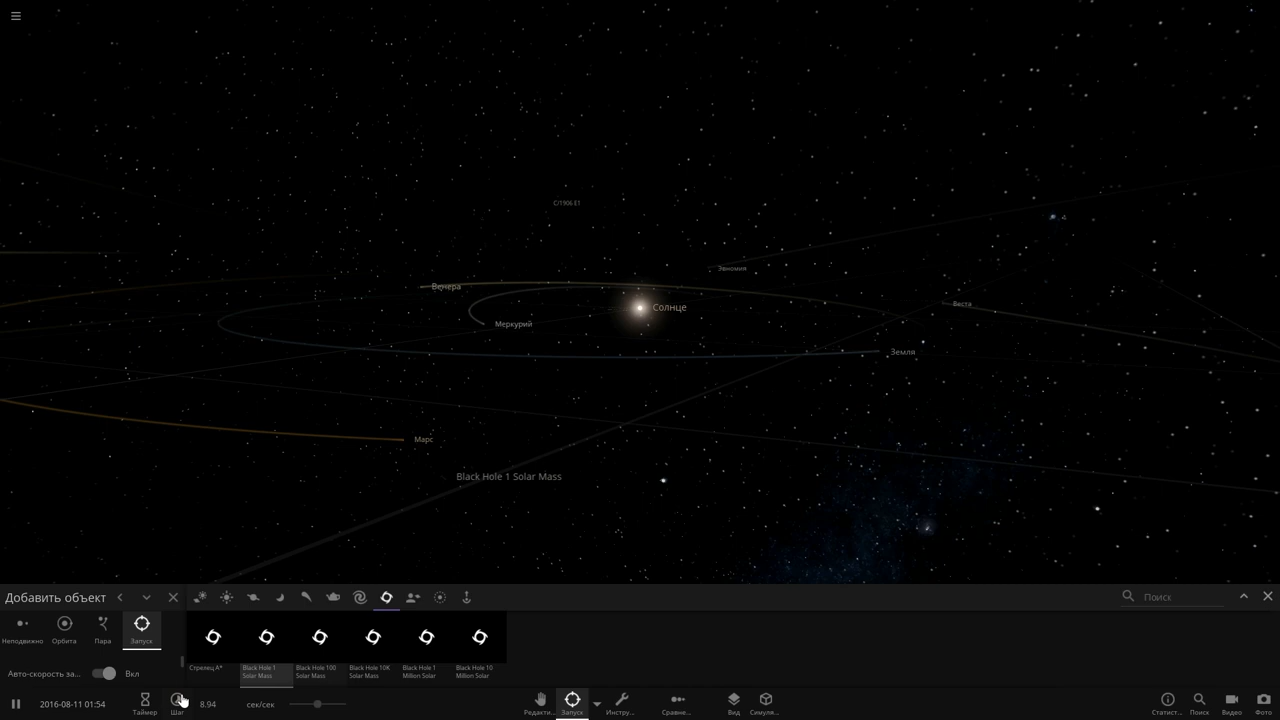 C/1906 E1
Эвномия
Венера
Веста
Солнце
Меркурий
Земля
Марс
Black Hole 1 Solar Mass
Добавить объект
Поиск
Неподвижно
Орбита
Пара
Запуск
Авто-скорость за...
Вкл
Стрелец A*
Black Hole 1
Solar Mass
Black Hole 100
Solar Mass
Black Hole 10K
Solar Mass
Black Hole 1
Million Solar
Black Hole 10
Million Solar
2016-08-11 01:54
Таймер
Шаг
8.94
сек/сек
Редакти...
Запуск
Инстру...
Сравне...
Вид
Симуля...
Статист...
Поиск
Видео
Фото